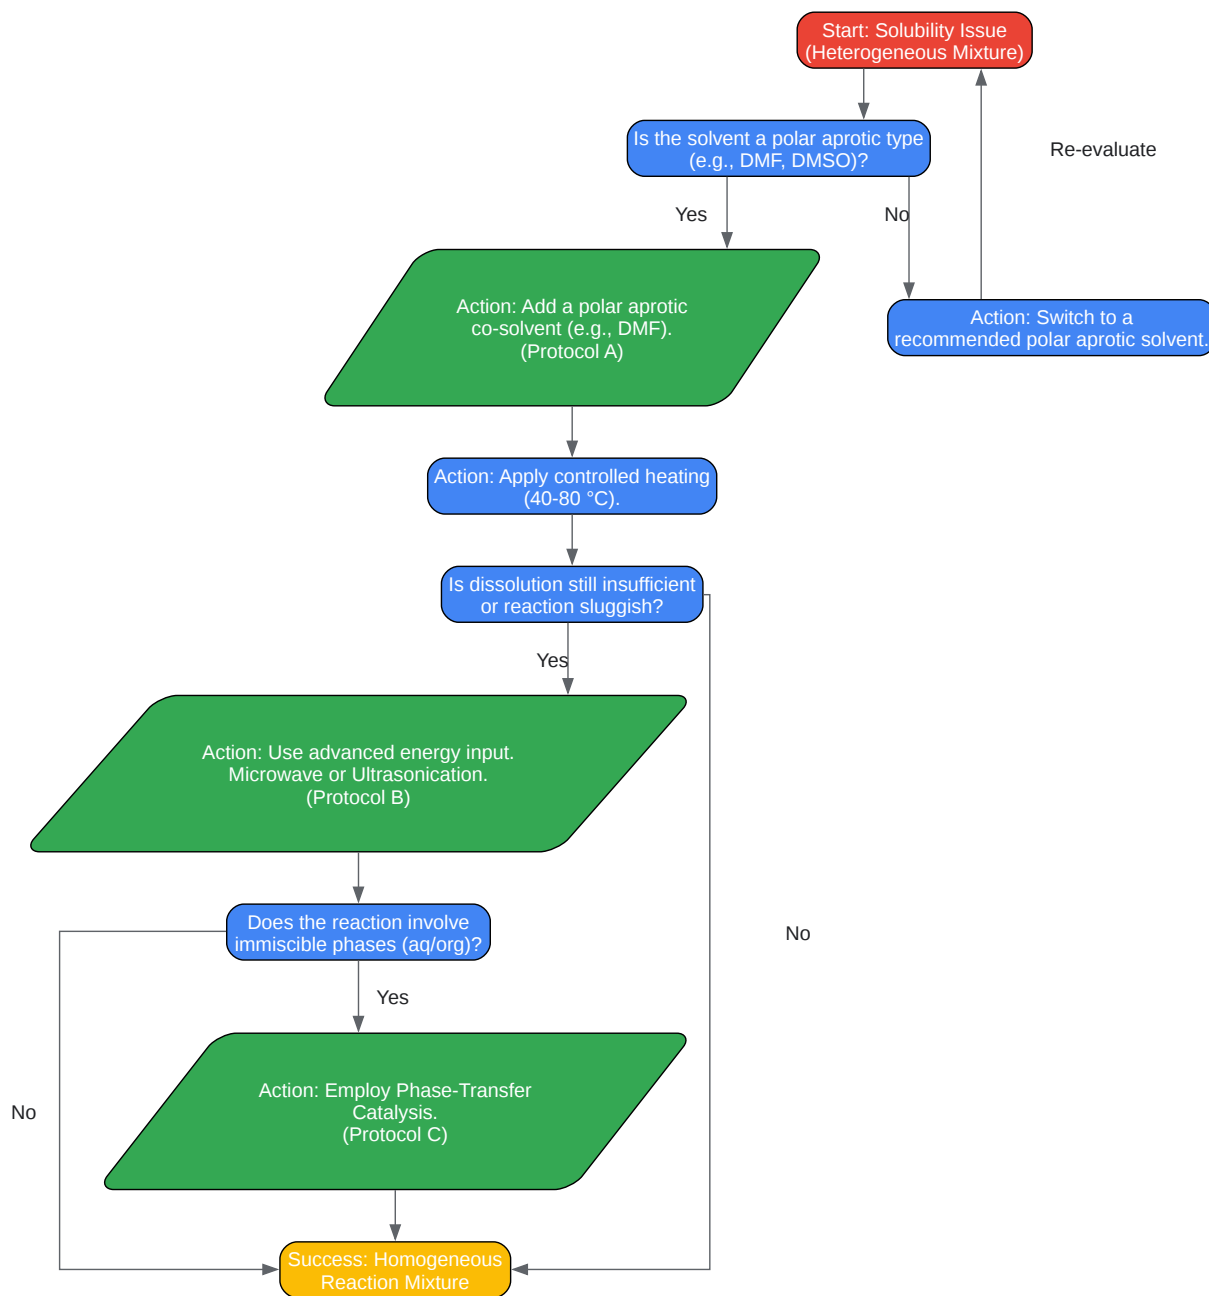 Start: Solubility Issue
(Heterogeneous Mixture)
Is the solvent a polar aprotic type
(e.g., DMF, DMSO)?
Re-evaluate
Yes
No
Action: Add a polar aprotic
co-solvent (e.g., DMF).
(Protocol A)
Action: Switch to a
recommended polar aprotic solvent.
Action: Apply controlled heating
(40-80 °C).
Is dissolution still insufficient
or reaction sluggish?
Yes
Action: Use advanced energy input.
Microwave or Ultrasonication.
(Protocol B)
Does the reaction involve
immiscible phases (aq/org)?
No
Yes
Action: Employ Phase-Transfer
Catalysis.
(Protocol C)
No
Success: Homogeneous
Reaction Mixture